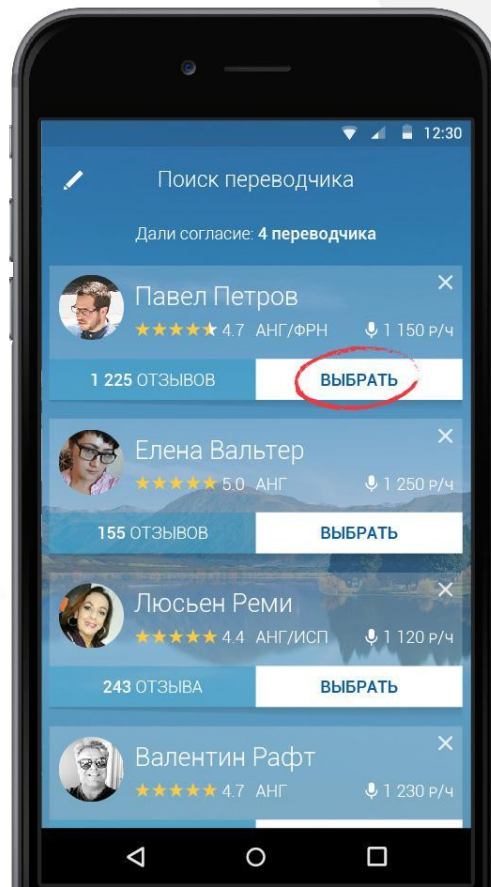 12:30
Поиск переводчика
Дали согласие: 4 переводчика
Павел Петров
4.7 АНГ/ФРН 1 150 Р/Ч
1 225 ОТЗЫВОВ ВЫБРАТЬ
Елена Вальтер
5.0 АНГ 1 250 Р/Ч
155 ОТЗЫВОВ ВЫБРАТЬ
Люсьен Реми
4.4 АНГ/ИСП 1 120 Р/Ч
243 ОТЗЫВА ВЫБРАТЬ
Валентин Рафт
4.7 АНГ 1 230 Р/Ч